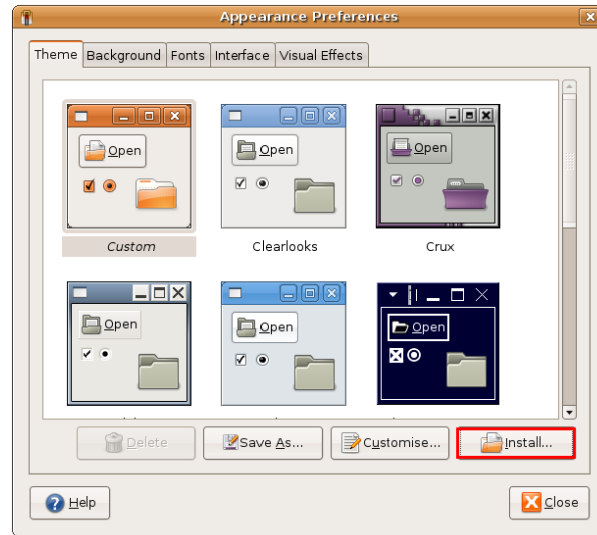 Appearance Preferences
Theme Background Fonts Interface Visual Effects
Open Open Open
Custom Clearlooks Crux
Open Open Open
Delete Save As... Customise... Install...
Help Close